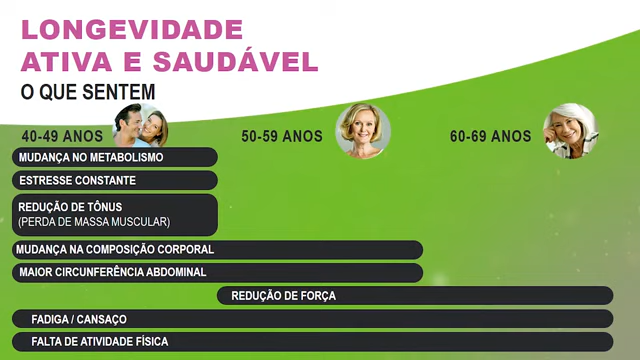 LONGEVIDADE
ATIVA E SAUDÁVEL
O QUE SENTEM
40-49 ANOS
50-59 ANOS
60-69 ANOS
MUDANÇA NO METABOLISMO
ESTRESSE CONSTANTE
REDUÇÃO DE TÔNUS
(PERDA DE MASSA MUSCULAR)
MUDANÇA NA COMPOSIÇÃO CORPORAL
MAIOR CIRCUNFERÊNCIA ABDOMINAL
REDUÇÃO DE FORÇA
FADIGA / CANSAÇO
FALTA DE ATIVIDADE FÍSICA